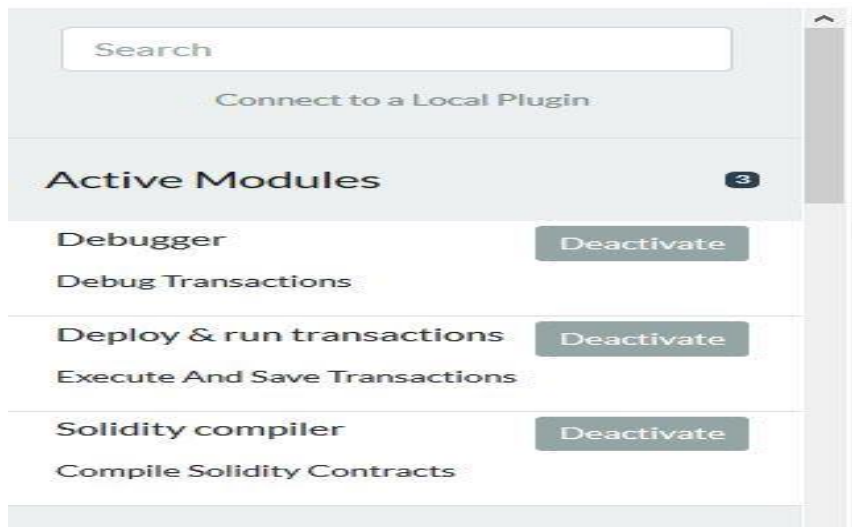 Search
Connect to a Local Plugin
Active Modules 3
Debugger Deactivate
Debug Transactions
Deploy & run transactions Deactivate
Execute And Save Transactions
Solidity compiler Deactivate
Compile Solidity Contracts